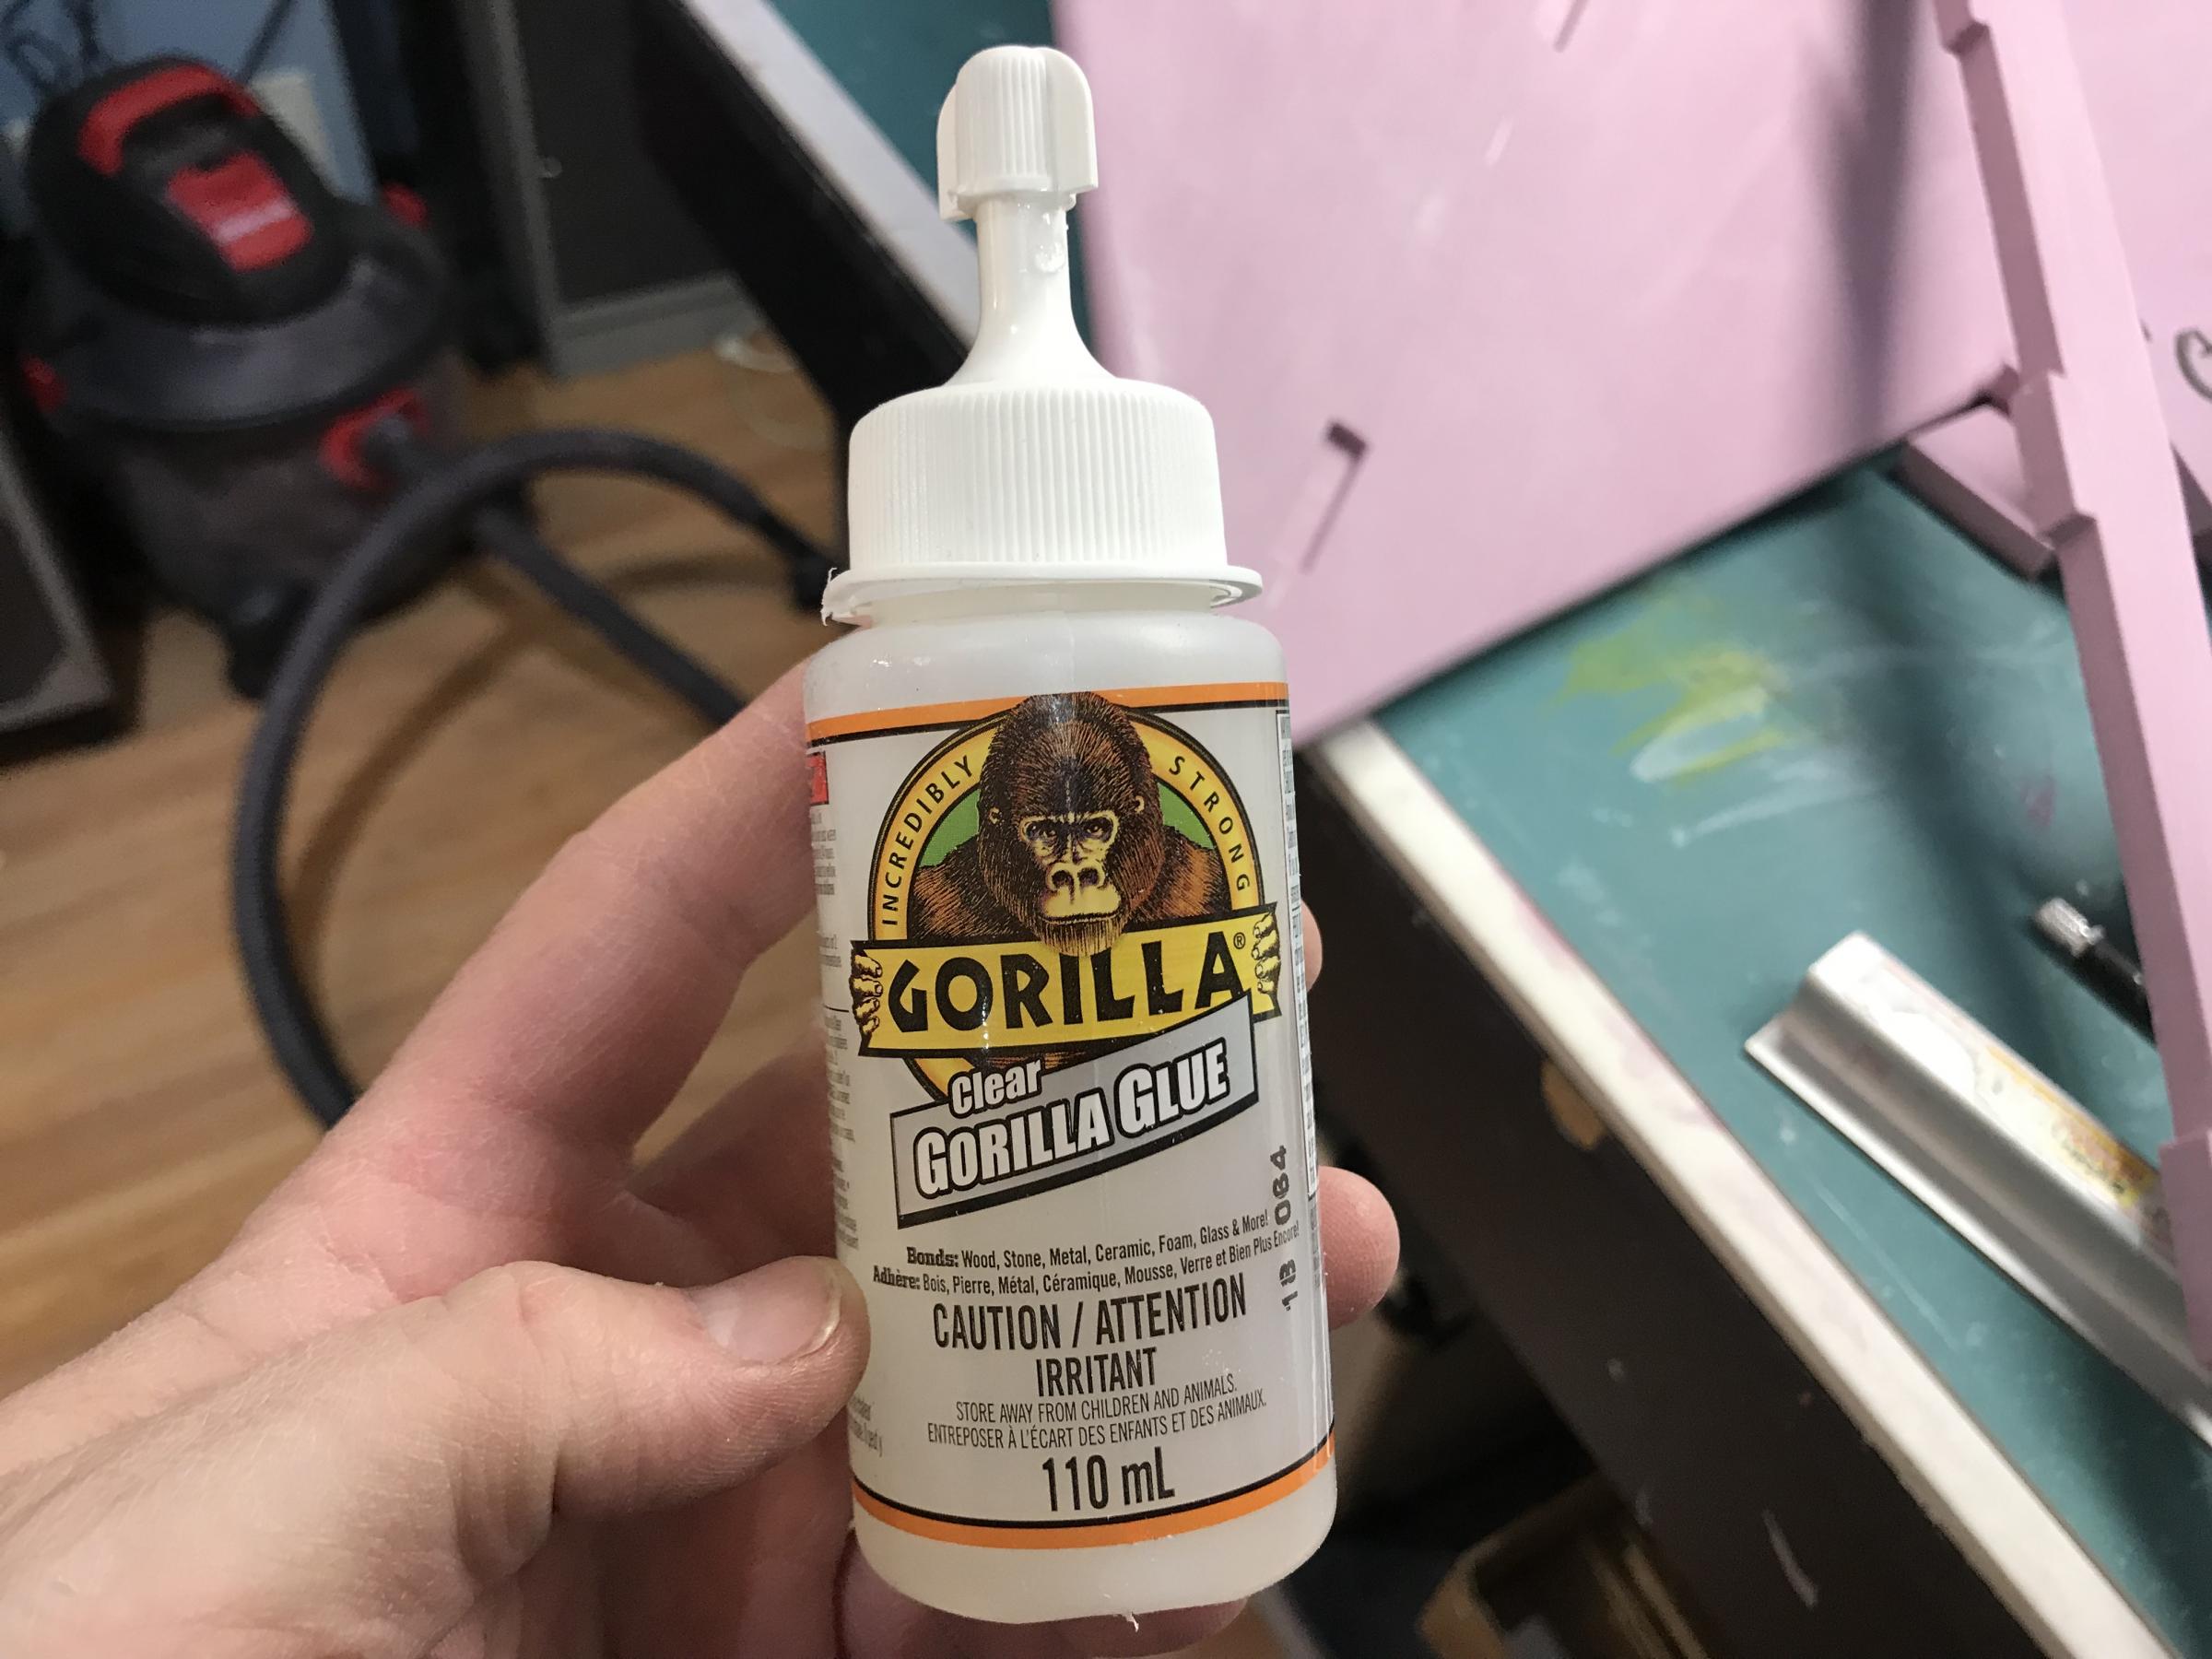 INCREDIBLY STRONG
GORILLA®
Clear
GORILLA GLUE
Bonds: Wood, Stone, Metal, Ceramic, Foam, Glass & More!
Adhère: Bois, Pierre, Métal, Céramique, Mousse, Verre et Bien Plus Encore!
CAUTION / ATTENTION
IRRITANT
STORE AWAY FROM CHILDREN AND ANIMALS.
ENTREPOSER À L'ÉCART DES ENFANTS ET DES ANIMAUX.
110 mL